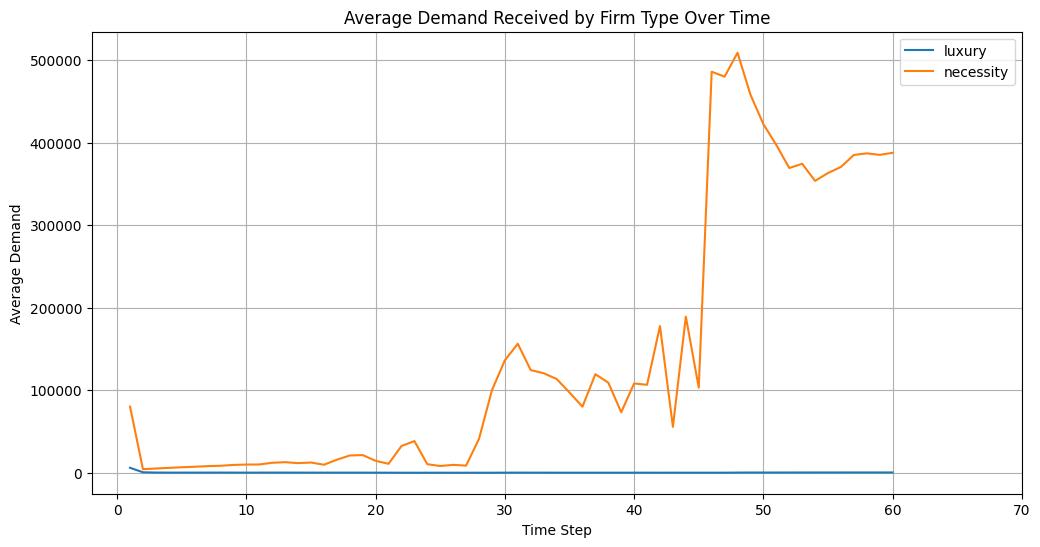 Average Demand Received by Firm Type Over Time
luxury
necessity
Average Demand
500000
400000
300000
200000
100000
0
0 10 20 30 40 50 60 70
Time Step